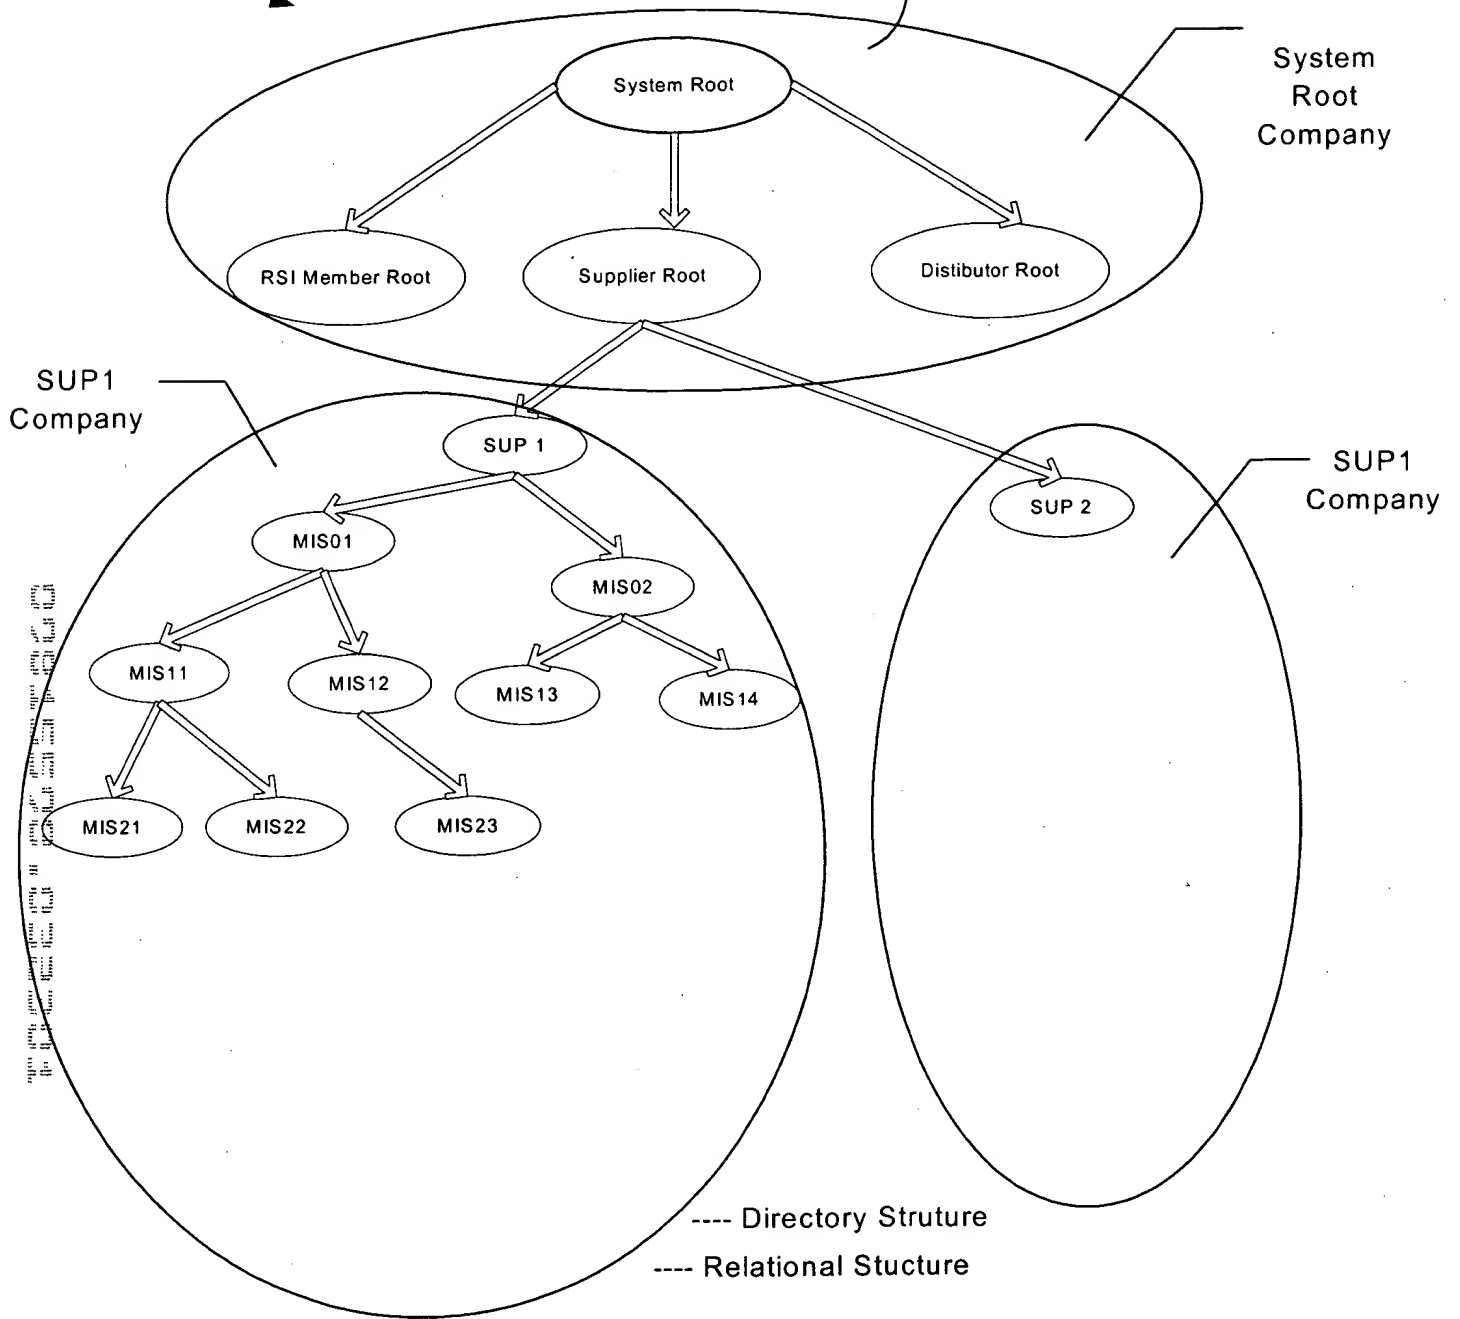 System Root
System
Root
Company
RSI Member Root
Supplier Root
Distibutor Root
SUP1
Company
SUP 1
SUP 2
SUP1
Company
MIS01
MIS02
MIS11
MIS12
MIS13
MIS14
MIS21
MIS22
MIS23
---- Directory Struture
---- Relational Stucture